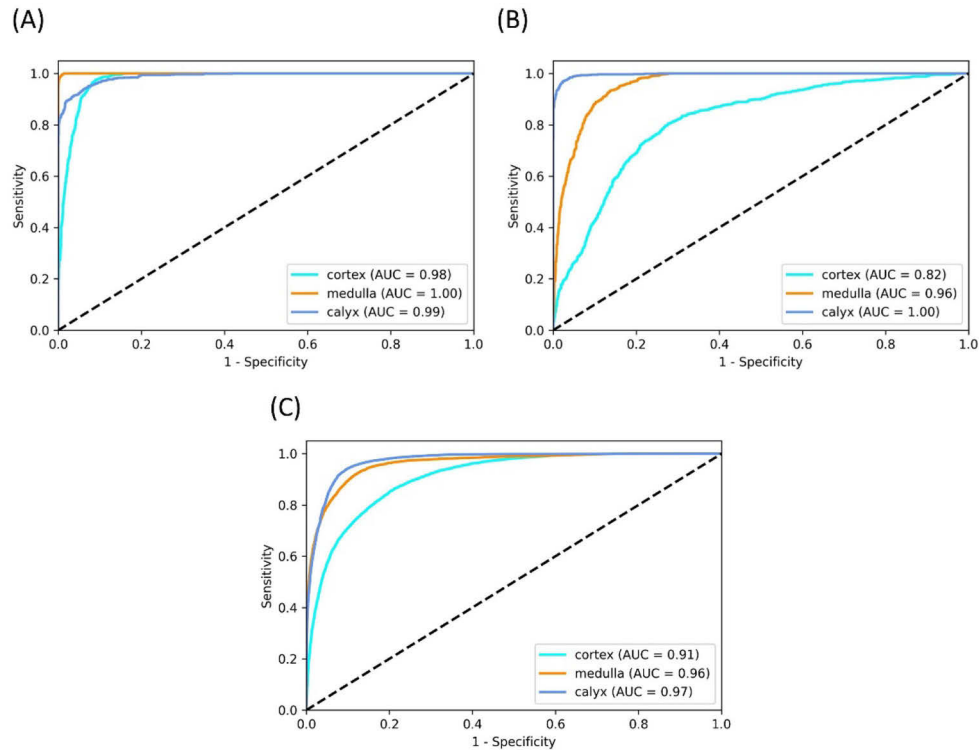 (A)
1.0
0.8
0.6
0.4
0.2
0.0
Sensitivity
cortex (AUC = 0.98)
medulla (AUC = 1.00)
calyx (AUC = 0.99)
0.0 0.2 0.4 0.6 0.8 1.0
1 - Specificity
(B)
1.0
0.8
0.6
0.4
0.2
0.0
Sensitivity
cortex (AUC = 0.82)
medulla (AUC = 0.96)
calyx (AUC = 1.00)
0.0 0.2 0.4 0.6 0.8 1.0
1 - Specificity
(C)
1.0
0.8
0.6
0.4
0.2
0.0
Sensitivity
cortex (AUC = 0.91)
medulla (AUC = 0.96)
calyx (AUC = 0.97)
0.0 0.2 0.4 0.6 0.8 1.0
1 - Specificity